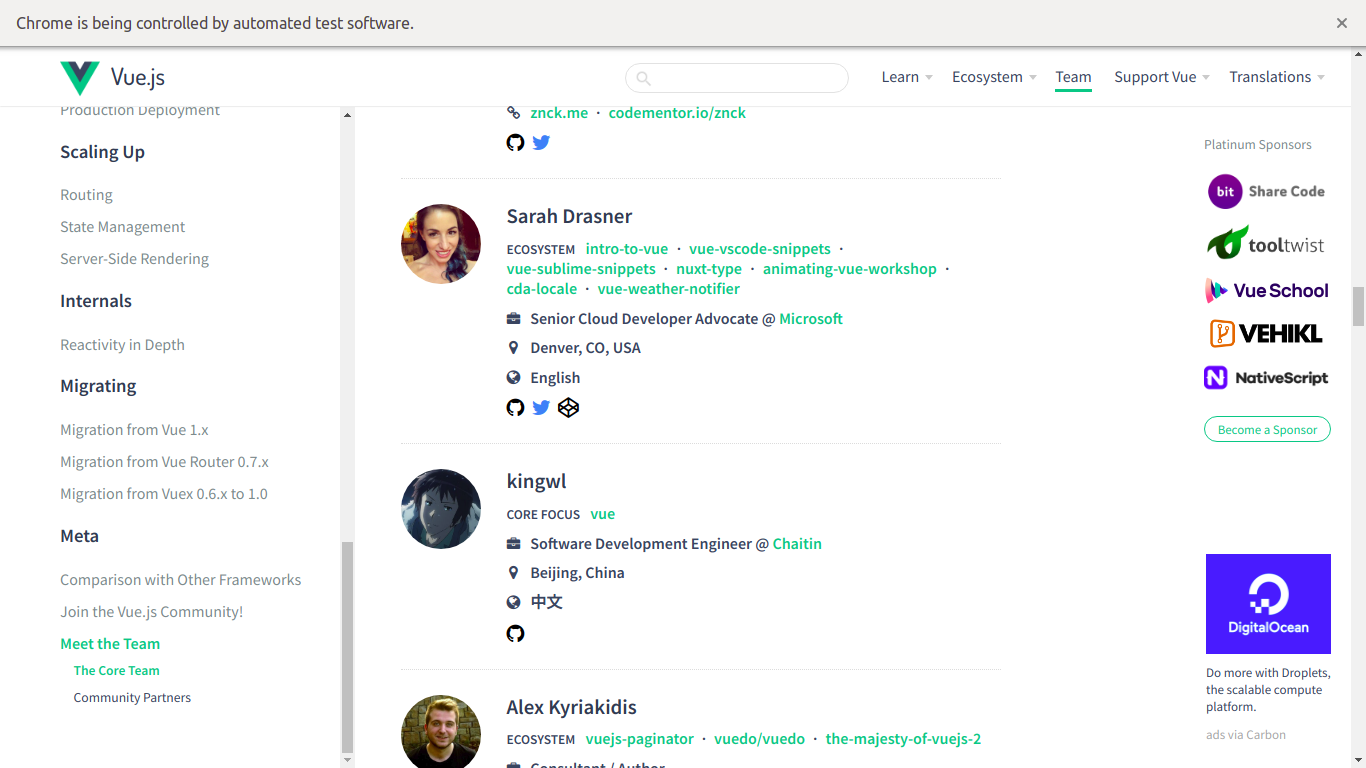 Chrome is being controlled by automated test software.
Vue.js
Learn
Ecosystem
Team
Support Vue
Translations
Production Deployment
Scaling Up
Routing
State Management
Server-Side Rendering
Internals
Reactivity in Depth
Migrating
Migration from Vue 1.x
Migration from Vue Router 0.7.x
Migration from Vuex 0.6.x to 1.0
Meta
Comparison with Other Frameworks
Join the Vue.js Community!
Meet the Team
The Core Team
Community Partners
znck.me · codementor.io/znck
Sarah Drasner
ECOSYSTEM intro-to-vue · vue-vscode-snippets ·
vue-sublime-snippets · nuxt-type · animating-vue-workshop ·
cda-locale · vue-weather-notifier
Senior Cloud Developer Advocate @ Microsoft
Denver, CO, USA
English
kingwl
CORE FOCUS vue
Software Development Engineer @ Chaitin
Beijing, China
中文
Alex Kyriakidis
ECOSYSTEM vuejs-paginator · vuedo/vuedo · the-majesty-of-vuejs-2
Consultant / Author
Platinum Sponsors
bit Share Code
tooltwist
Vue School
VEHIKL
NativeScript
Become a Sponsor
DigitalOcean
Do more with Droplets,
the scalable compute
platform.
ads via Carbon